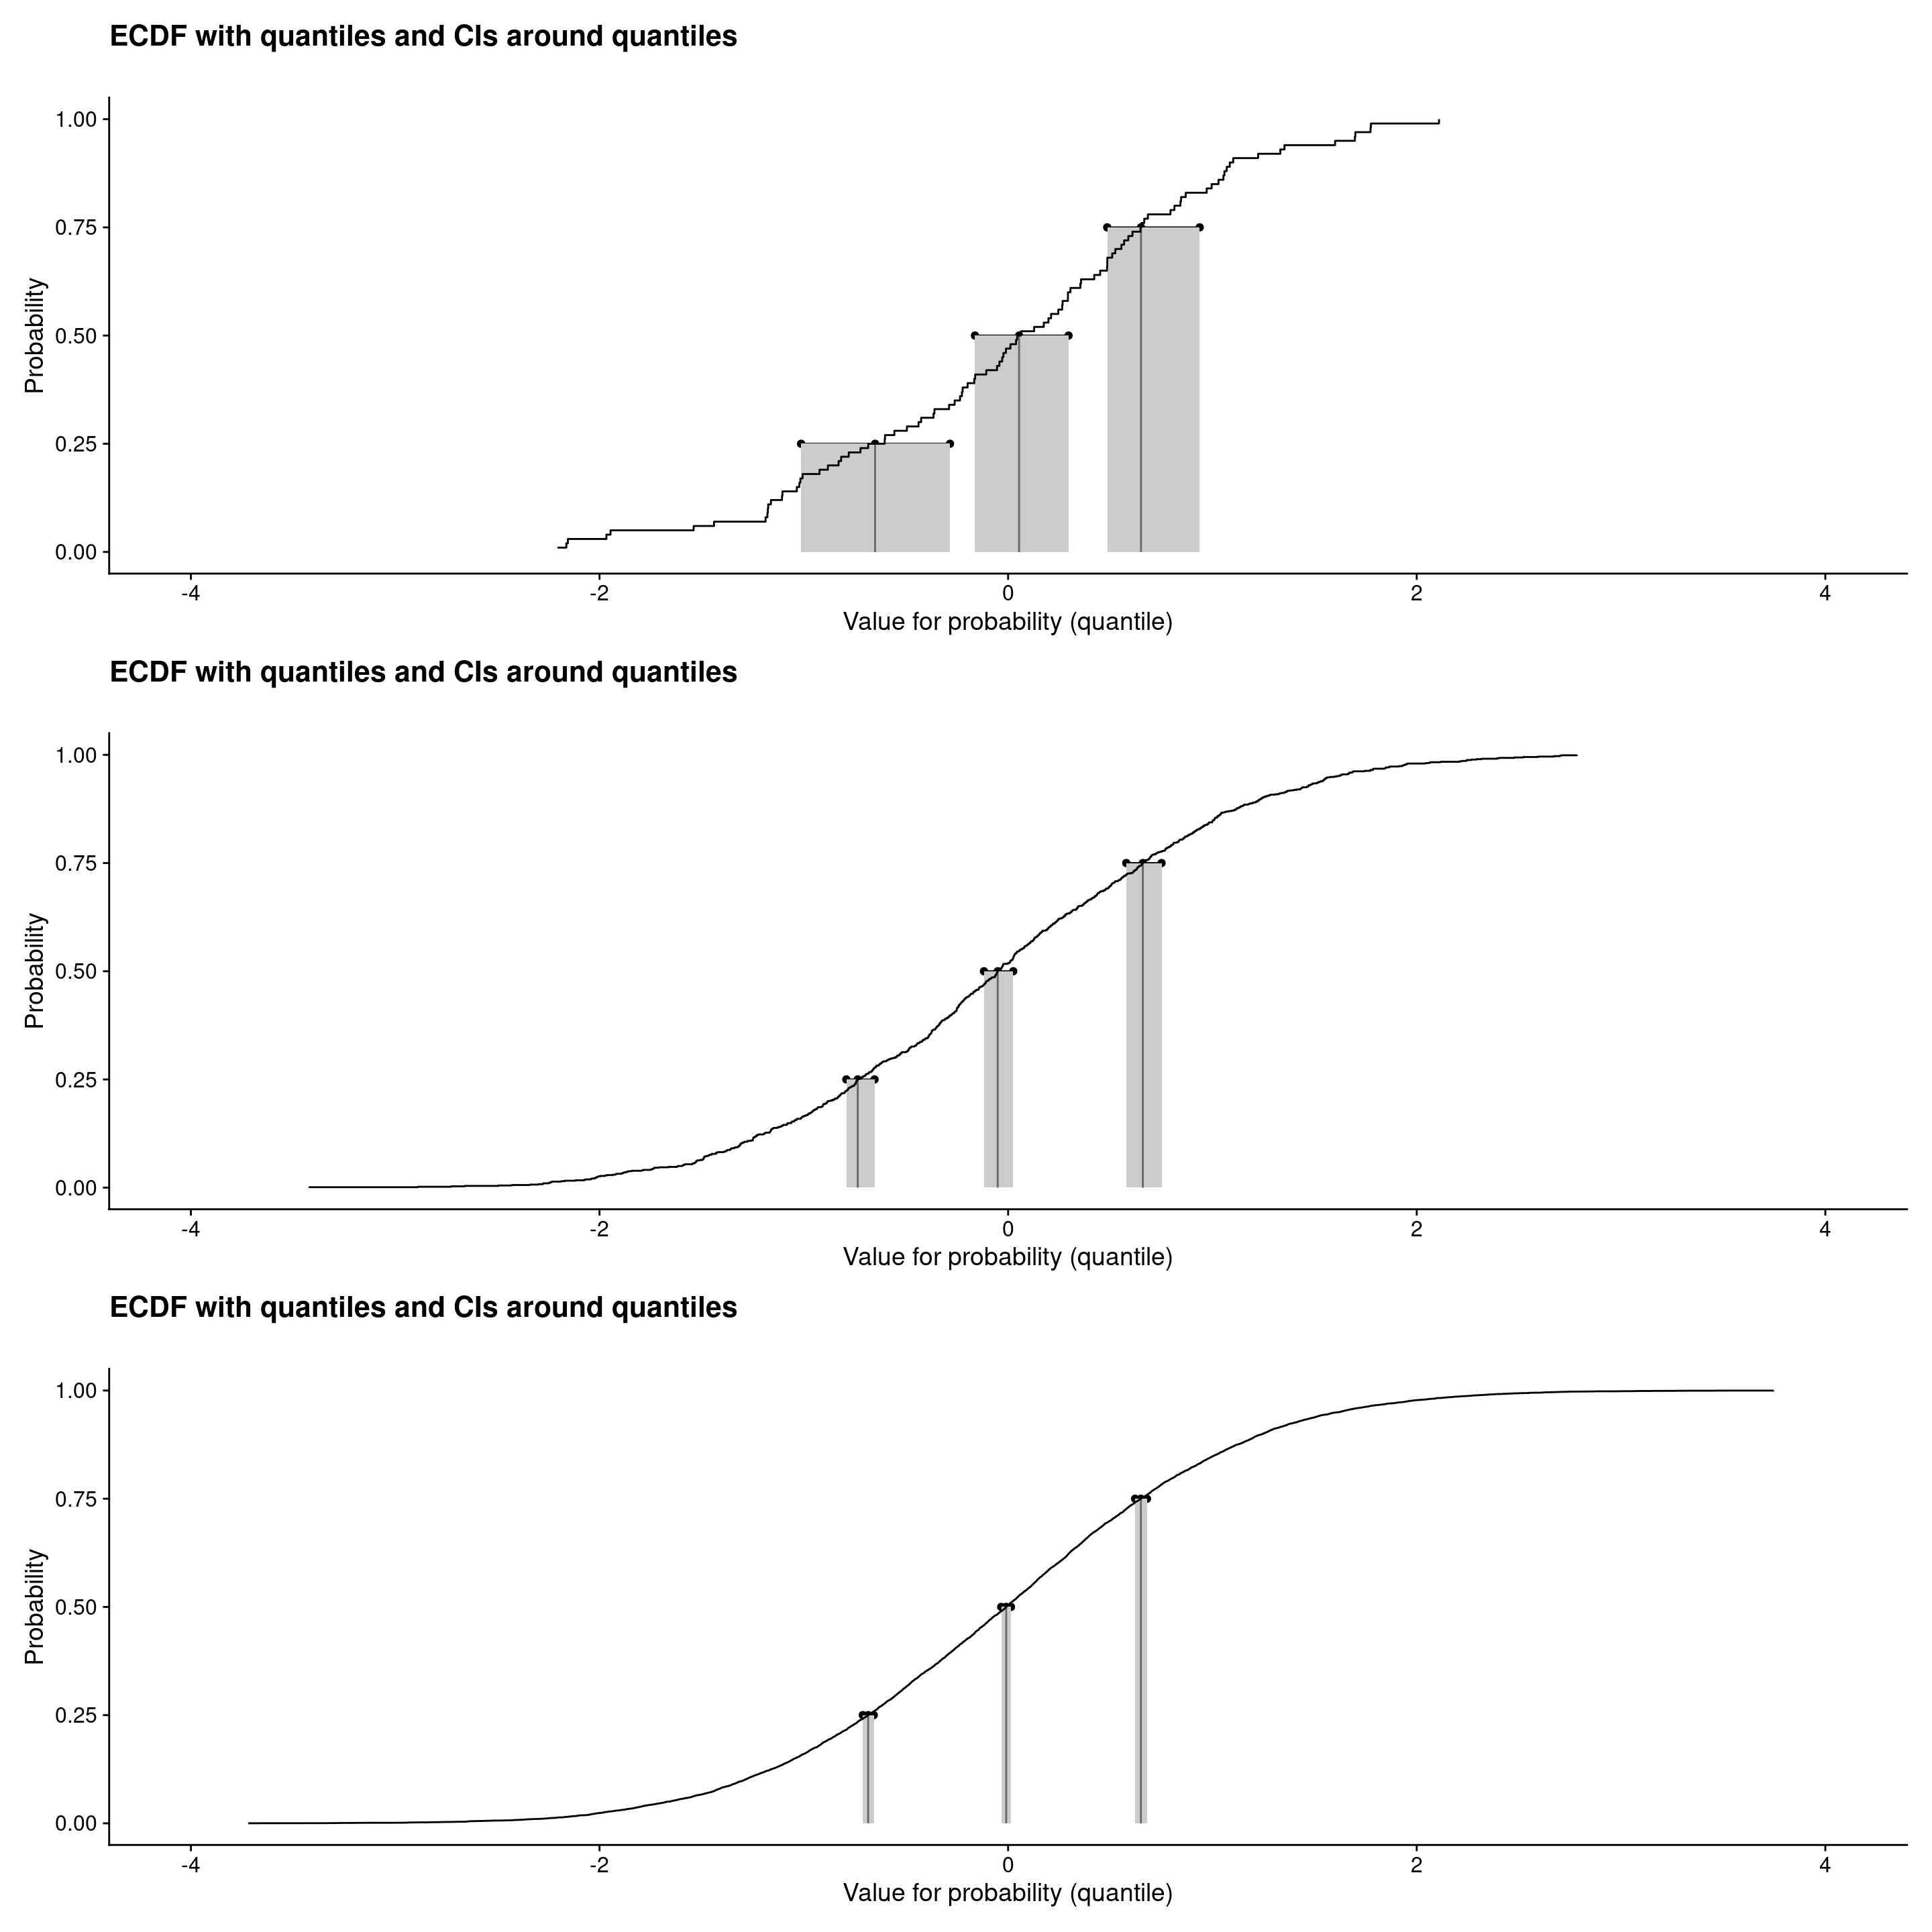 ECDF with quantiles and CIs around quantiles
1.00
0.75
0.50
0.25
0.00
Probability
-4 -2 0 2 4
Value for probability (quantile)
ECDF with quantiles and CIs around quantiles
1.00
0.75
0.50
0.25
0.00
Probability
-4 -2 0 2 4
Value for probability (quantile)
ECDF with quantiles and CIs around quantiles
1.00
0.75
0.50
0.25
0.00
Probability
-4 -2 0 2 4
Value for probability (quantile)